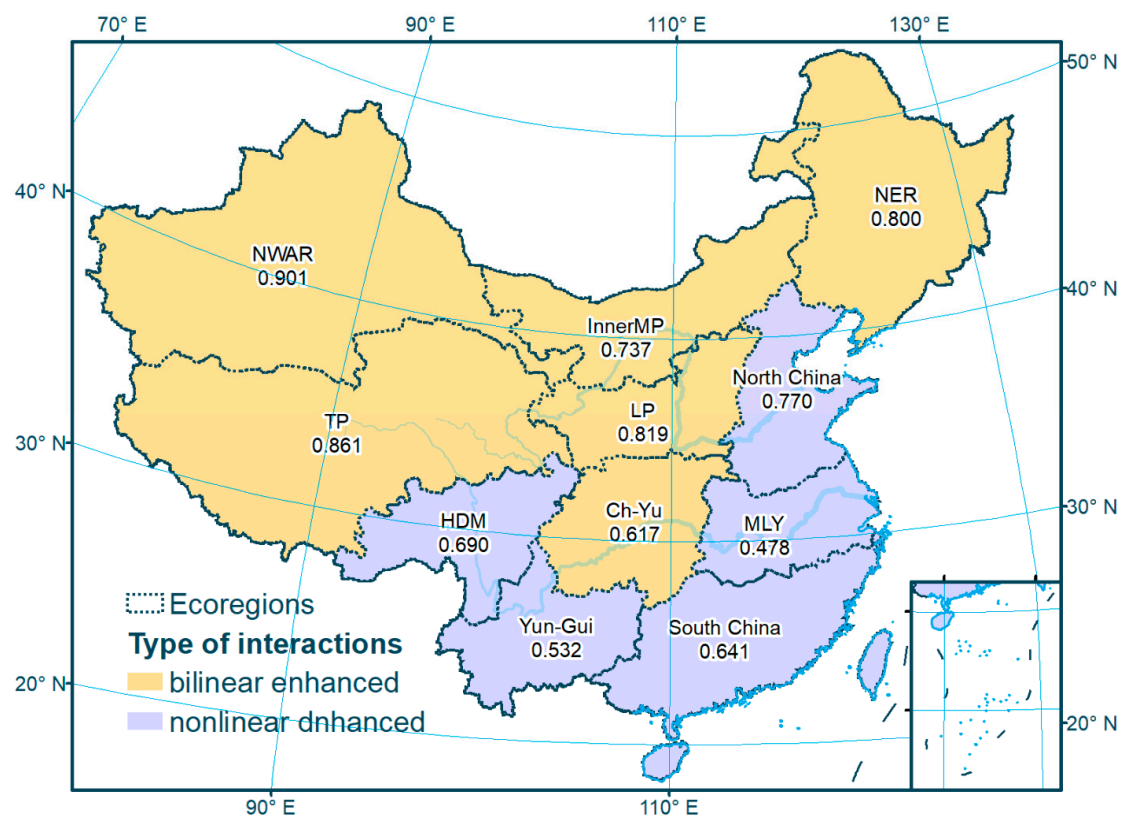 70° E
90° E
110° E
130° E
50° N
40° N
40° N
30° N
30° N
20° N
20° N
NER
0.800
NWAR
0.901
InnerMP
0.737
North China
0.770
TP
0.861
LP
0.819
HDM
0.690
Ch-Yu
0.617
MLY
0.478
Yun-Gui
0.532
South China
0.641
Ecoregions
Type of interactions
bilinear enhanced
nonlinear dnhanced
90° E
110° E